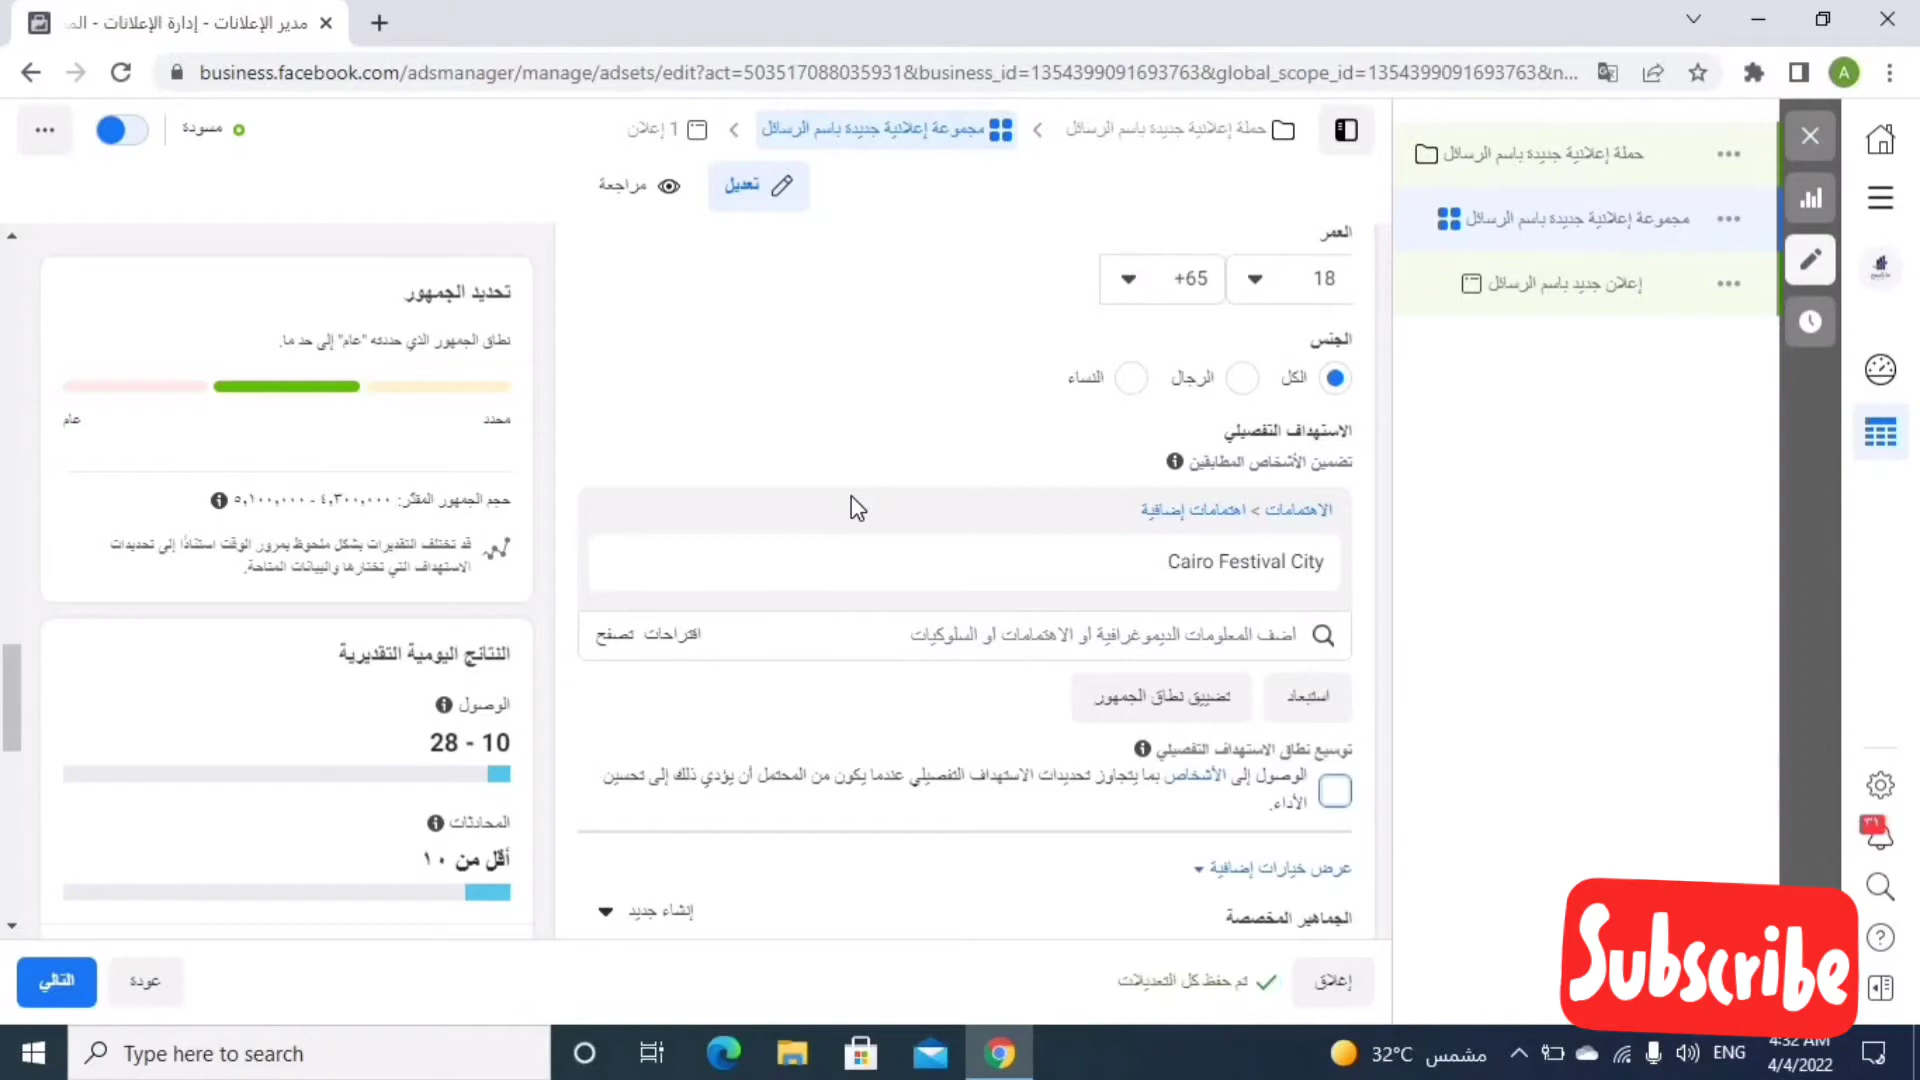 مدير الإعلانات - إدارة الإعلانات - المد
business.facebook.com/adsmanager/manage/adsets/edit?act=503517088035931&business_id=1354399091693763&global_scope_id=1354399091693763&n...
A
مسودة
حملة إعلانية جديدة باسم الرسائل
مجموعة إعلانية جديدة باسم الرسائل
1 إعلان
تعديل
مراجعة
حملة إعلانية جديدة باسم الرسائل
مجموعة إعلانية جديدة باسم الرسائل
إعلان جديد باسم الرسائل
العمر
18
65+
الجنس
الكل
الرجال
النساء
الاستهداف التفصيلي
تضمين الأشخاص المطابقين
الاهتمامات > اهتمامات إضافية
Cairo Festival City
أضف المعلومات الديموغرافية أو الاهتمامات أو السلوكيات
اقتراحات تصفح
استبعاد
تضييق نطاق الجمهور
توسيع نطاق الاستهداف التفصيلي
الوصول إلى الأشخاص بما يتجاوز تحديدات الاستهداف التفصيلي عندما يكون من المحتمل أن يؤدي ذلك إلى تحسين
الأداء.
عرض خيارات إضافية
الجماهير المخصصة
إنشاء جديد
تحديد الجمهور
نطاق الجمهور الذي حددته "عام" إلى حد ما.
محدد
عام
حجم الجمهور المقدَّر: ٤,٣٠٠,٠٠٠ - ٥,١٠٠,٠٠٠
قد تختلف التقديرات بشكل ملحوظ بمرور الوقت استنادًا إلى تحديدات
الاستهداف التي تختارها والبيانات المتاحة.
النتائج اليومية التقديرية
الوصول
10 - 28
المحادثات
أقل من ١٠
إغلاق
تم حفظ كل التعديلات
عودة
التالي
٣١
Subscribe
Type here to search
32°C مشمس
ENG
4:32 AM
4/4/2022